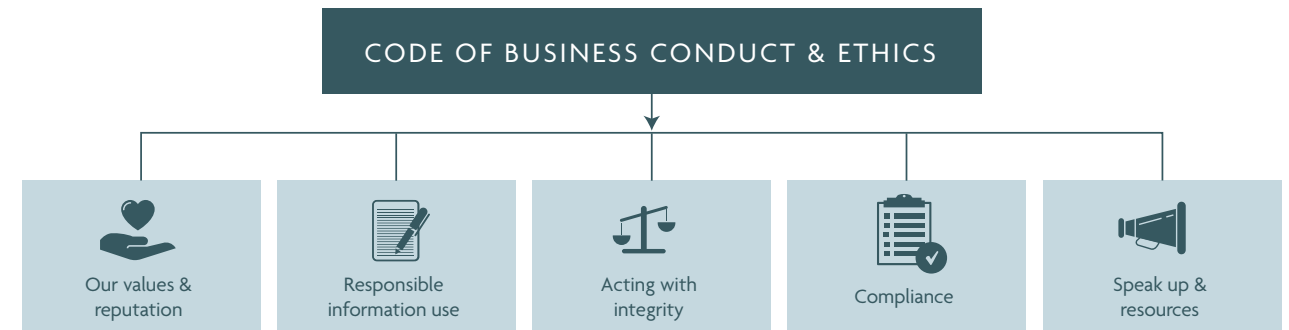 CODE OF BUSINESS CONDUCT & ETHICS
Our values &
reputation
Responsible
information use
Acting with
integrity
Compliance
Speak up &
resources